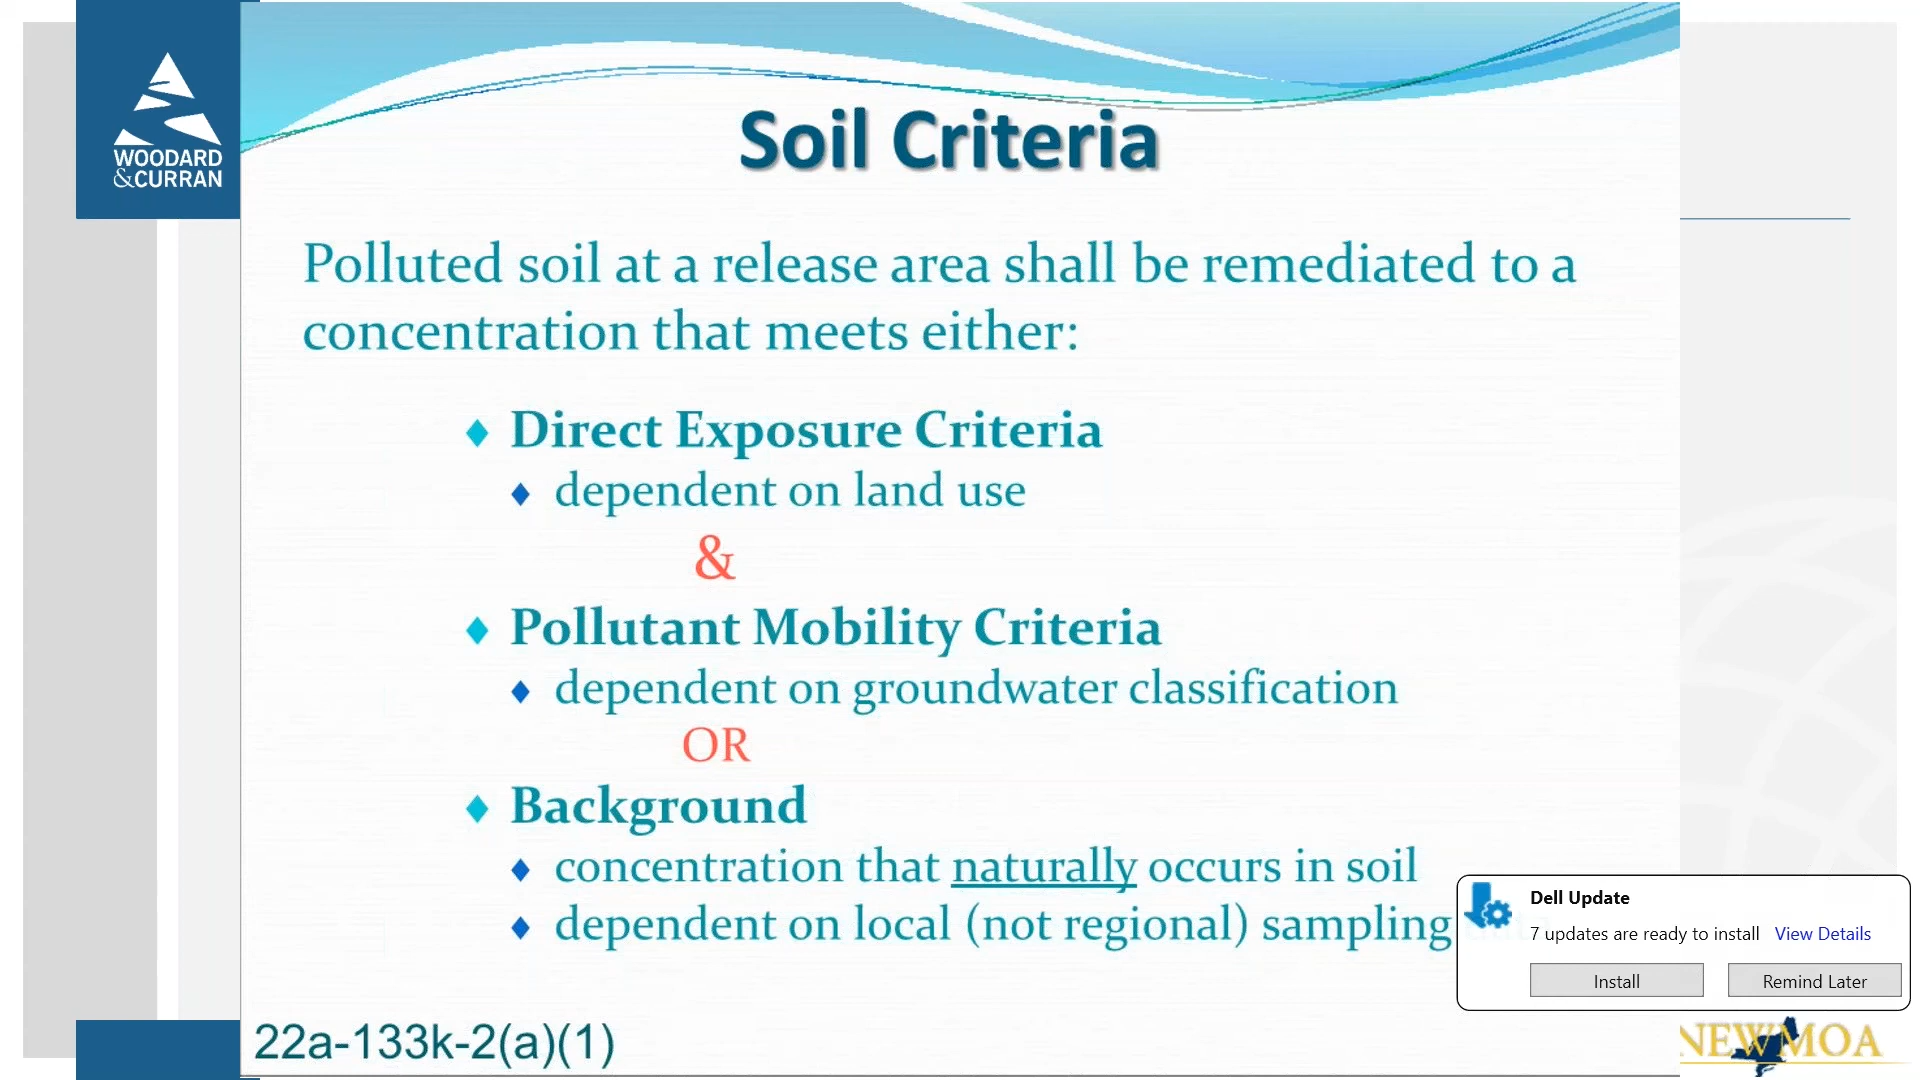 WOODARD
&CURRAN
Soil Criteria
Polluted soil at a release area shall be remediated to a
concentration that meets either:
♦ Direct Exposure Criteria
♦ dependent on land use
&
♦ Pollutant Mobility Criteria
♦ dependent on groundwater classification
OR
♦ Background
♦ concentration that naturally occurs in soil
♦ dependent on local (not regional) sampling
Dell Update
7 updates are ready to install View Details
Install Remind Later
22a-133k-2(a)(1)
NEWMOA